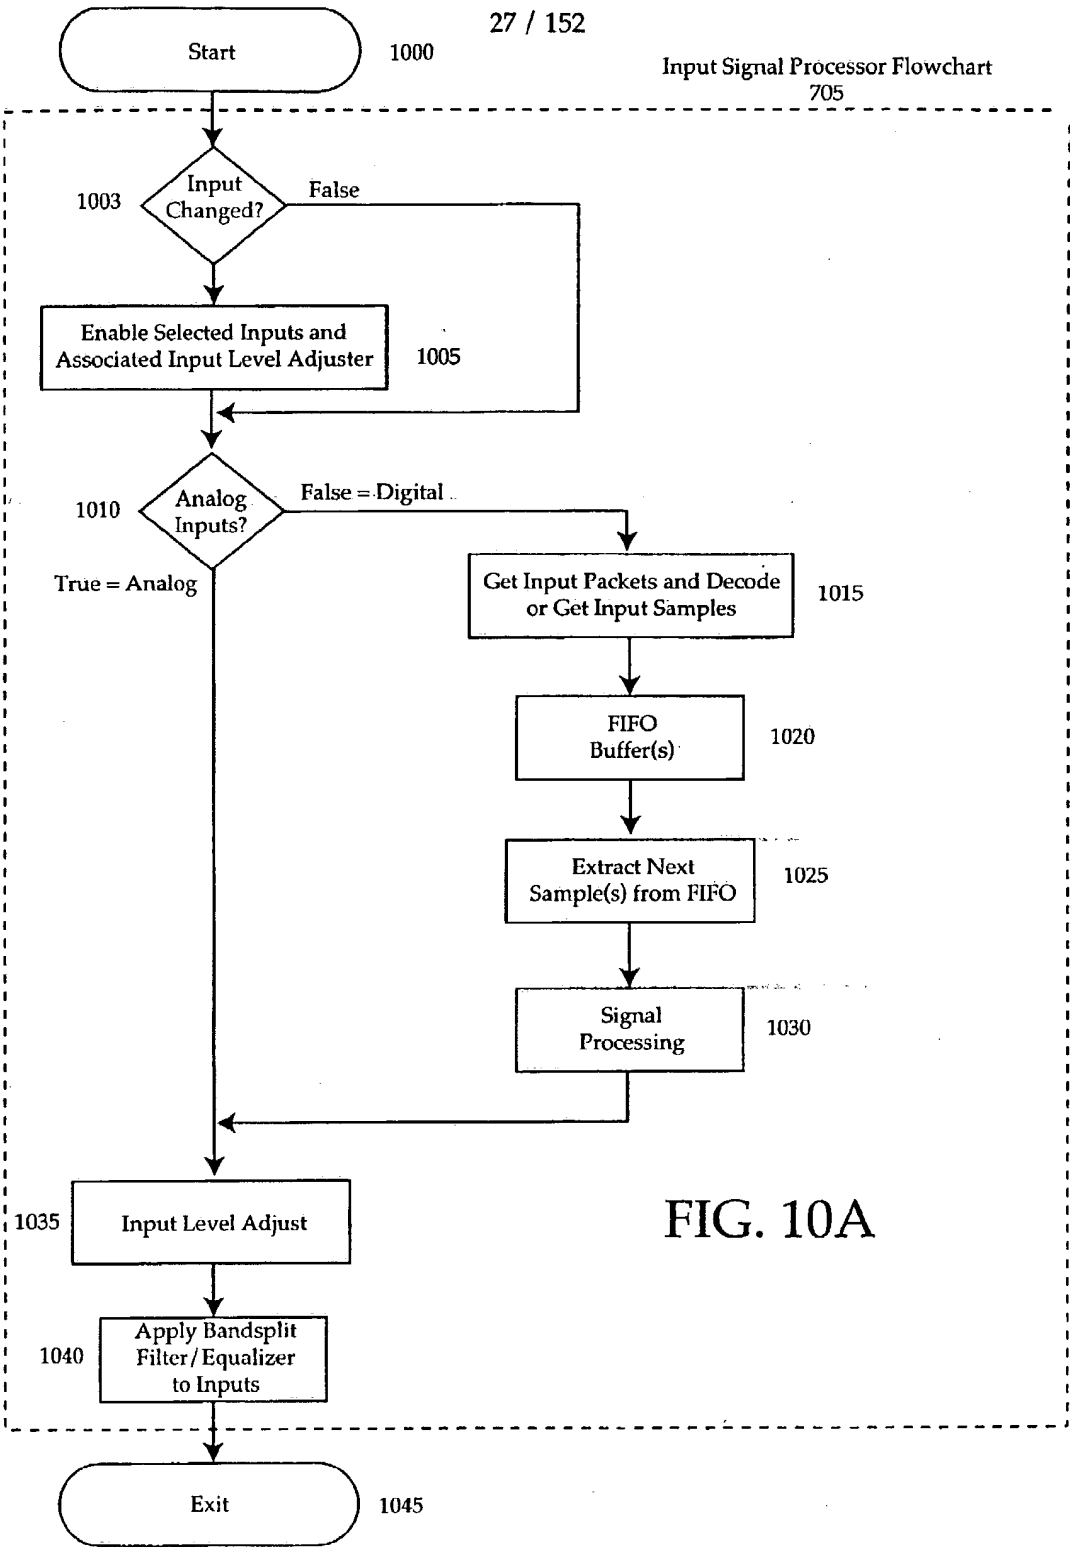 27 / 152
Start
1000
Input Signal Processor Flowchart
705
Input
Changed?
1003
False
Enable Selected Inputs and
Associated Input Level Adjuster
1005
Analog
Inputs?
1010
False = Digital
True = Analog
Get Input Packets and Decode
or Get Input Samples
1015
FIFO
Buffer(s)
1020
Extract Next
Sample(s) from FIFO
1025
Signal
Processing
1030
1035
Input Level Adjust
FIG. 10A
1040
Apply Bandsplit
Filter/Equalizer
to Inputs
Exit
1045